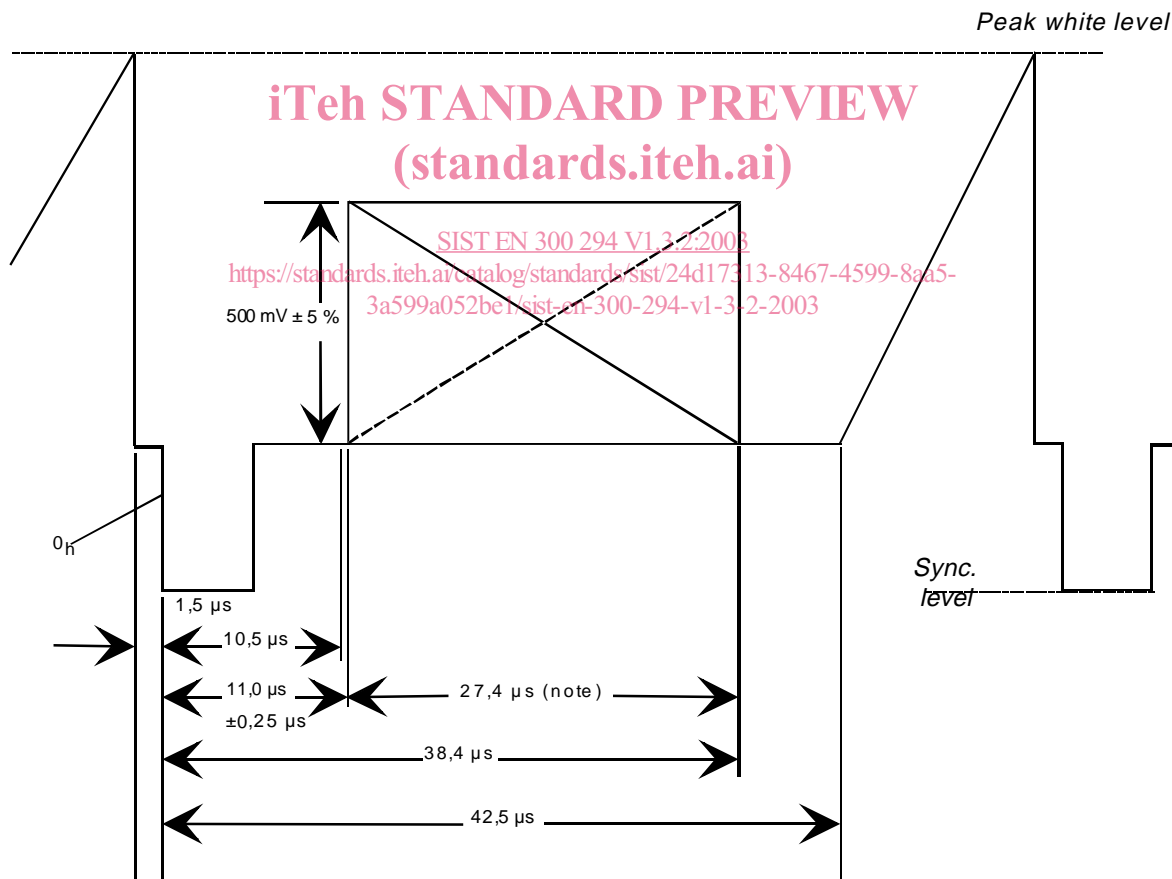 Peak white level
iTeh STANDARD PREVIEW
(standards.iteh.ai)
SIST EN 300 294 V1.3.2:2003
https://standards.iteh.ai/catalog/standards/sist/24d17313-8467-4599-8aa5-
3a599a052be1/sist-en-300-294-v1-3-2-2003
500 mV ± 5 %
0h
Sync.
level
1,5 µs
10,5 µs
11,0 µs
±0,25 µs
27,4 µs (note)
38,4 µs
42,5 µs